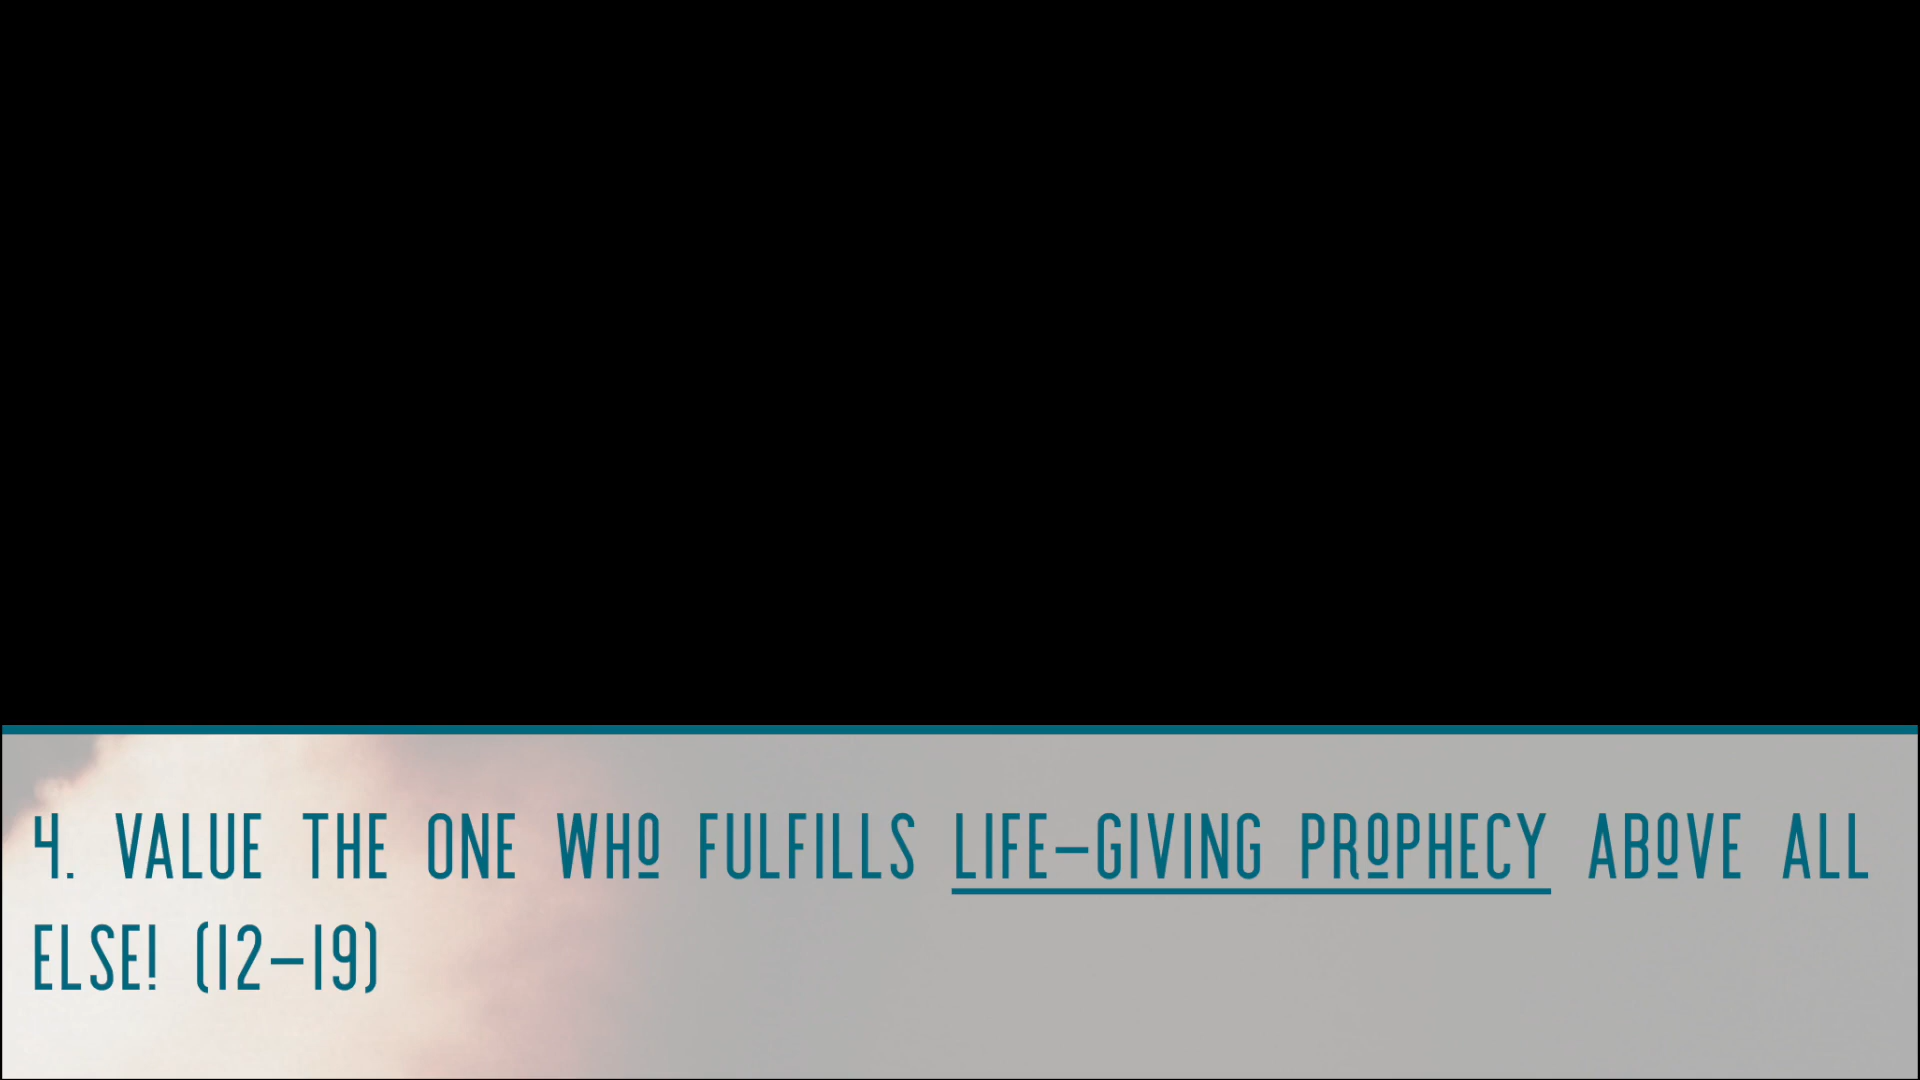 4. VALUE THE ONE WHO FULFILLS LIFE-GIVING PROPHECY ABOVE ALL
ELSE! (12-19)